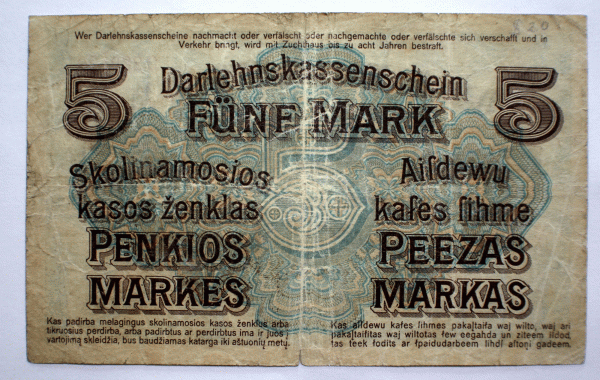 Wer Darlehnskassenscheine nachmacht oder verfälscht oder nachgemachte oder verfälschte sich verschafft und in
Verkehr bringt, wird mit Zuchthaus bis zu acht Jahren bestraft.
5 Darlehnskassenschein 5
FÜNF MARK
Skolinamosios
kasos ženklas
PENKIOS
MARKES
Aiſdewu
kaſes ſihme
PEEZAS
MARKAS
Kas padirba melagingus skolinamosios kasos ženklus arba
tikruosius perdirba, arba padirbtus ar perdirbtus ima ir juos
vartojimą skleidžia, bus baudžiamas katarga iki aštuonių metų.
Kas aiſdewu kaſes ſihmes pakaļtaiſa waj wilto, waj ari
pakaļtaiſitas waj wiltotas ſew eegahda un ziteem iſdod,
tas teek ſodits ar ſpaidudarbeem lihdſ aſtoņi gadeem.